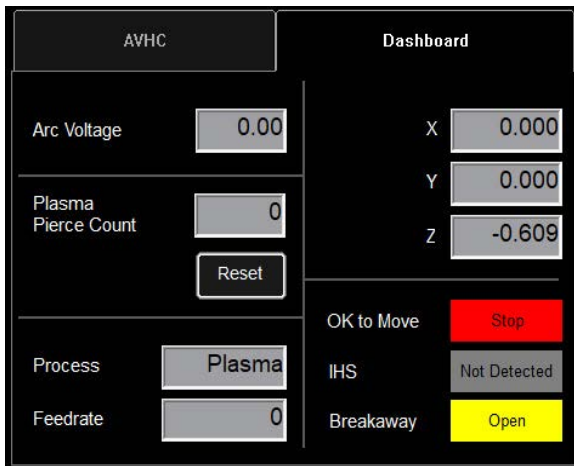 AVHC
Dashboard
Arc Voltage 0.00
Plasma
Pierce Count 0
Reset
Process Plasma
Feedrate 0
X 0.000
Y 0.000
Z -0.609
OK to Move Stop
IHS Not Detected
Breakaway Open